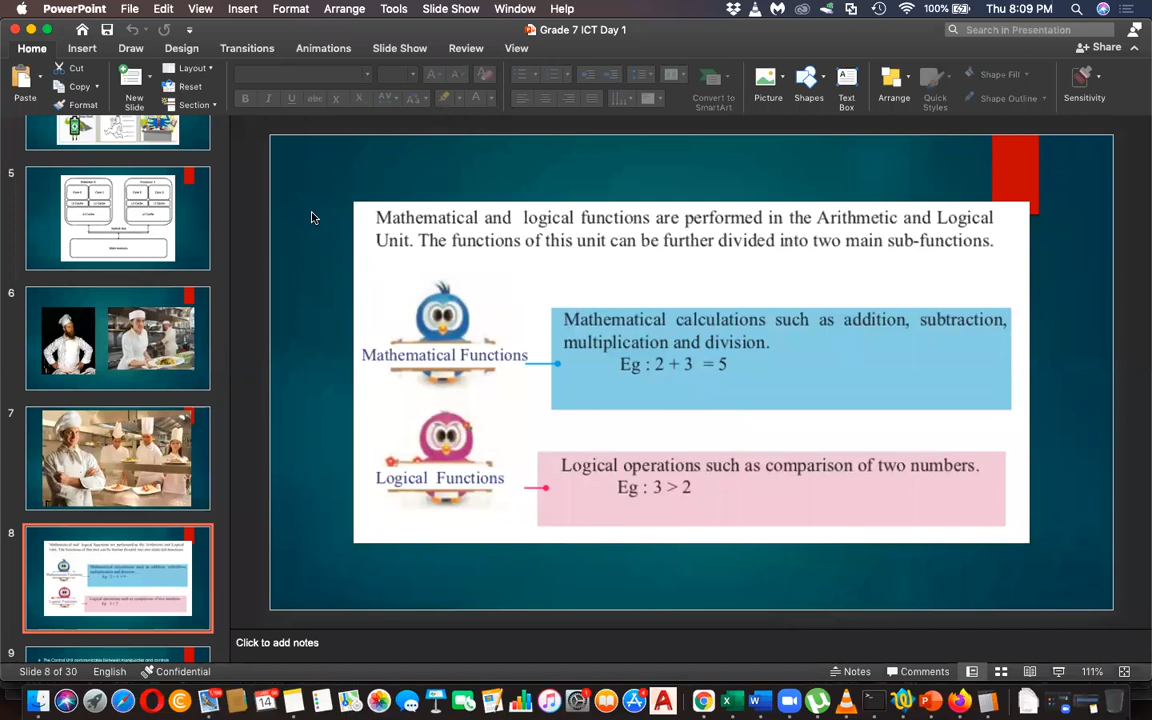 PowerPoint File Edit View Insert Format Arrange Tools Slide Show Window Help 100% Thu 8:09 PM
Grade 7 ICT Day 1 Search in Presentation
Home Insert Draw Design Transitions Animations Slide Show Review View Share
Paste Cut Copy Format
New Slide Layout Reset Section
B I U abc X X AV Aa A
Convert to SmartArt
Picture Shapes Text Box Arrange Quick Styles Shape Fill Shape Outline Sensitivity
5
6
7
8
9
Mathematical and logical functions are performed in the Arithmetic and Logical
Unit. The functions of this unit can be further divided into two main sub-functions.
Mathematical Functions
Mathematical calculations such as addition, subtraction,
multiplication and division.
Eg : 2 + 3 = 5
Logical Functions
Logical operations such as comparison of two numbers.
Eg : 3 > 2
Click to add notes
Slide 8 of 30 English Confidential Notes Comments 111%